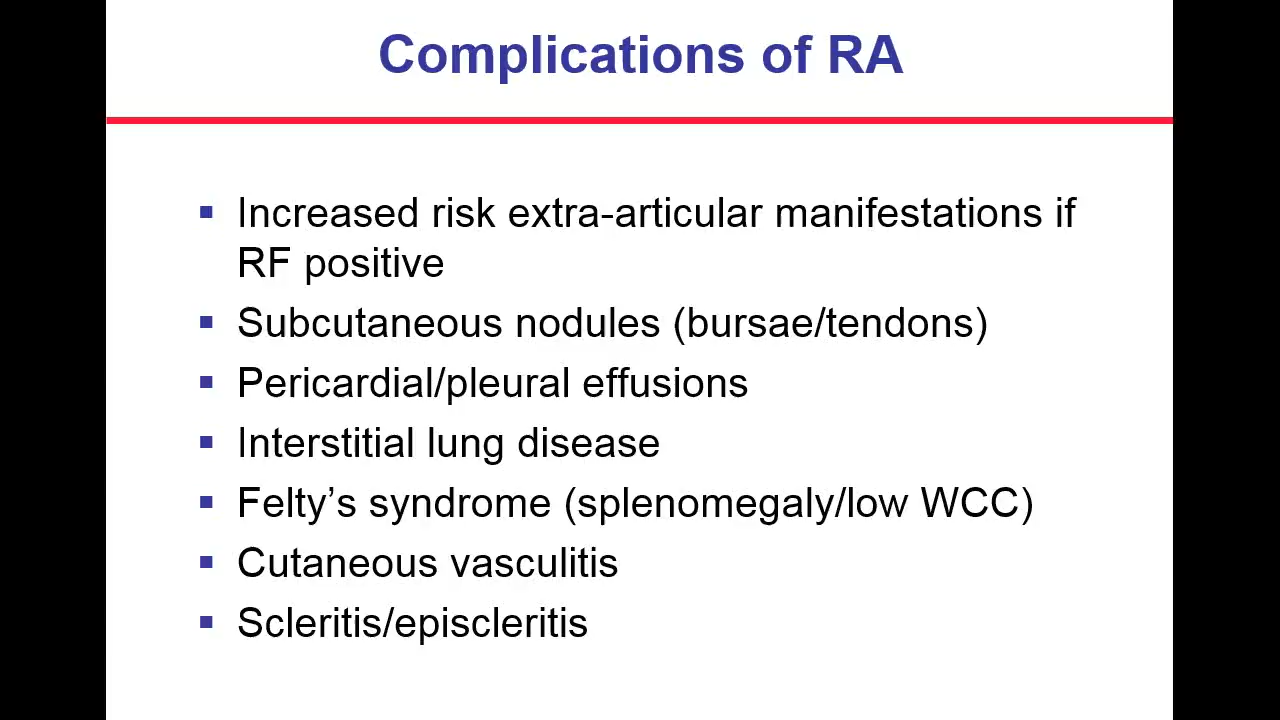 Complications of RA
▪ Increased risk extra-articular manifestations if
RF positive
▪ Subcutaneous nodules (bursae/tendons)
▪ Pericardial/pleural effusions
▪ Interstitial lung disease
▪ Felty’s syndrome (splenomegaly/low WCC)
▪ Cutaneous vasculitis
▪ Scleritis/episcleritis